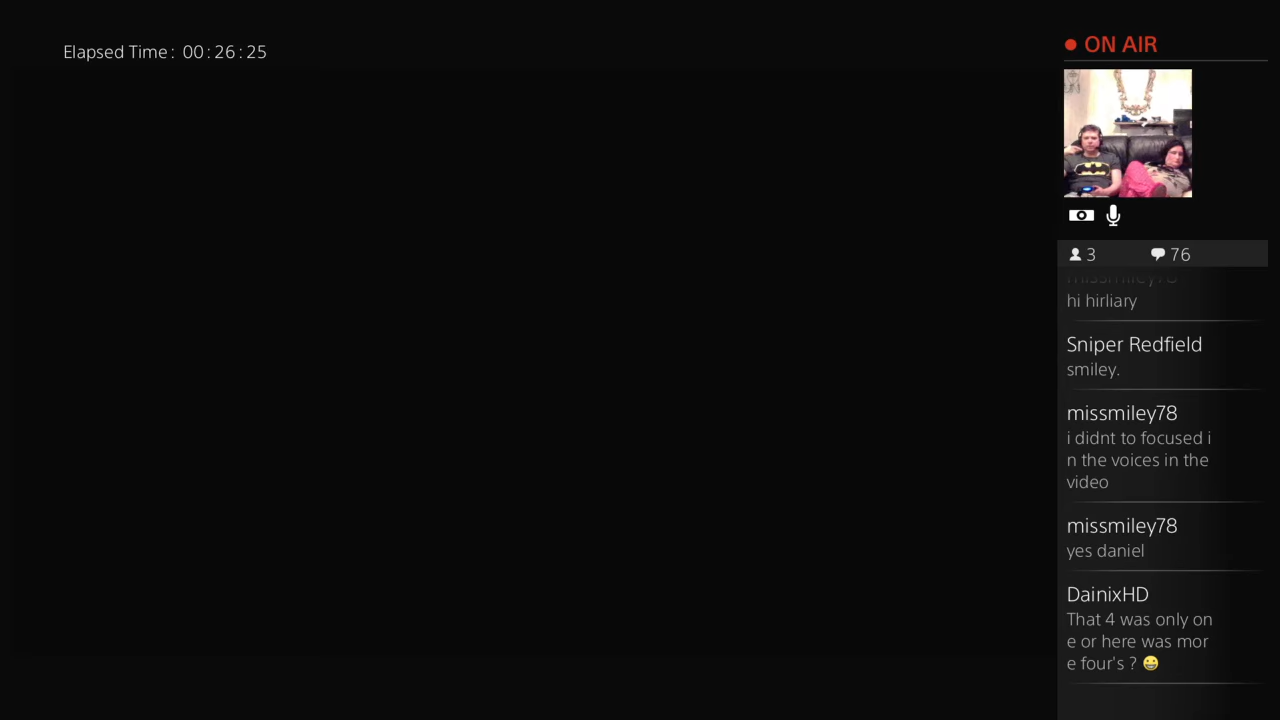 Elapsed Time: 00:26:25
ON AIR
3 76
missmiley78
hi hirliary
Sniper Redfield
smiley.
missmiley78
i didnt to focused i
n the voices in the
video
missmiley78
yes daniel
DainixHD
That 4 was only on
e or here was mor
e four's ? 😀